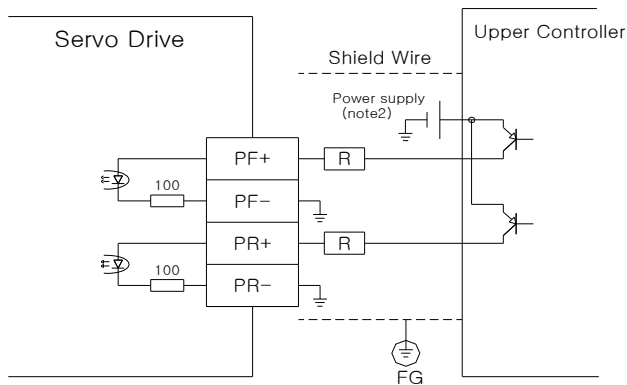 Servo Drive
Upper Controller
Shield Wire
Power supply
(note2)
PF+
R
100
PF-
PR+
R
100
PR-
FG